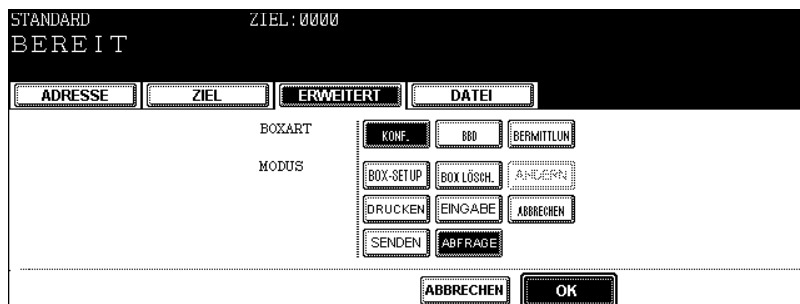 STANDARD ZIEL:0000
BEREIT
ADRESSE ZIEL ERWEITERT DATEI
BOXART KONF. BBD BERMITTLUN
MODUS BOX-SETUP BOX LÖSCH. ÄNDERN
DRUCKEN EINGABE ABBRECHEN
SENDEN ABFRAGE
ABBRECHEN OK